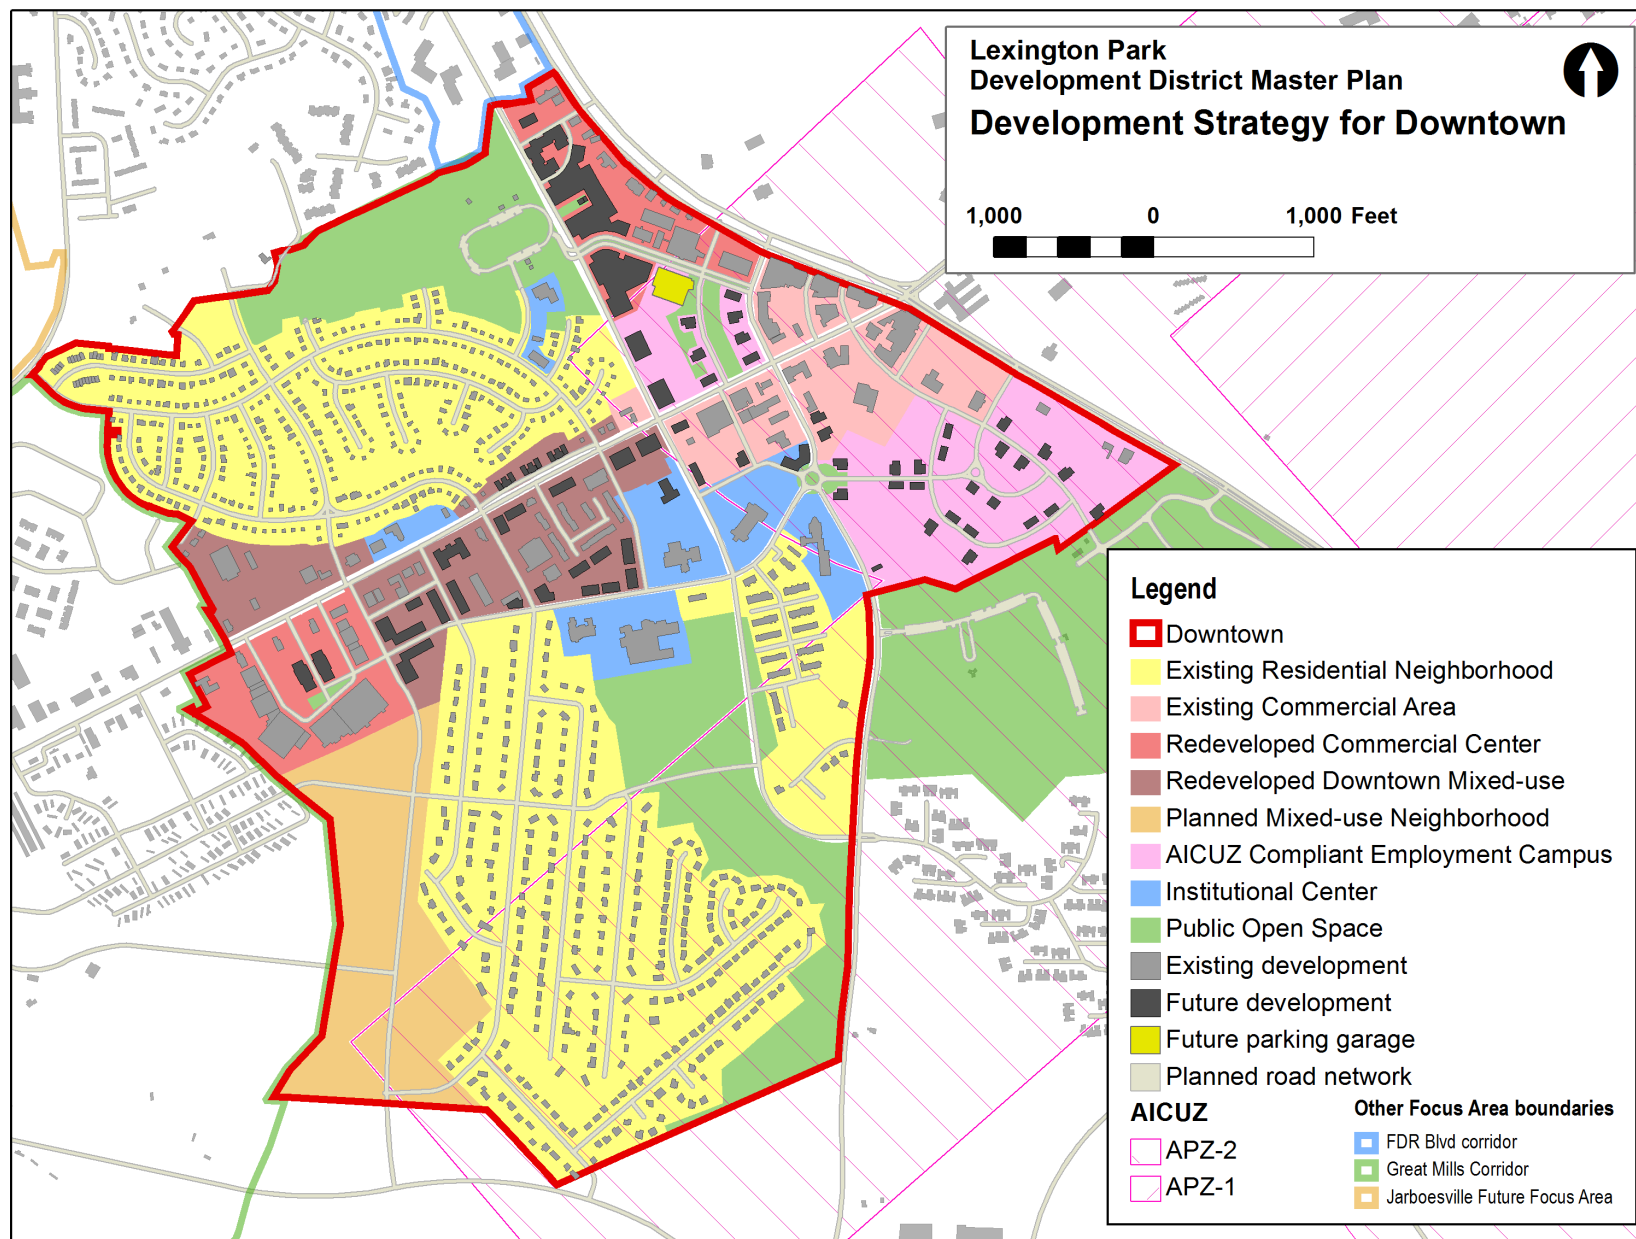 Lexington Park
Development District Master Plan
Development Strategy for Downtown
1,000 0 1,000 Feet
Legend
Downtown
Existing Residential Neighborhood
Existing Commercial Area
Redeveloped Commercial Center
Redeveloped Downtown Mixed-use
Planned Mixed-use Neighborhood
AICUZ Compliant Employment Campus
Institutional Center
Public Open Space
Existing development
Future development
Future parking garage
Planned road network
AICUZ
APZ-2
APZ-1
Other Focus Area boundaries
FDR Blvd corridor
Great Mills Corridor
Jarboesville Future Focus Area